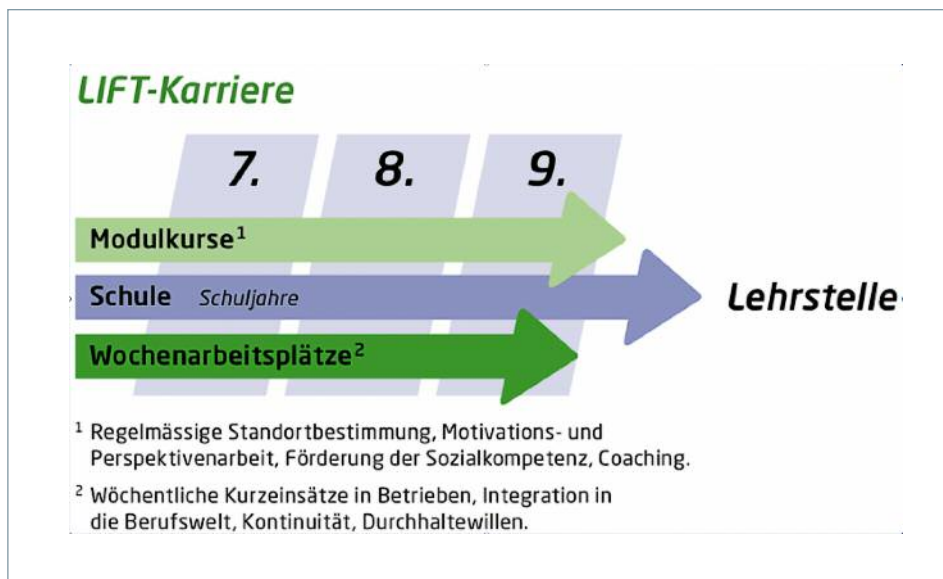 LIFT-Karriere
7. 8. 9.
Modulkurse¹
Schule Schuljahre
Lehrstelle
Wochenarbeitsplätze²
¹ Regelmässige Standortbestimmung, Motivations- und
Perspektivenarbeit, Förderung der Sozialkompetenz, Coaching.
² Wöchentliche Kurzeinsätze in Betrieben, Integration in
die Berufswelt, Kontinuität, Durchhaltewillen.